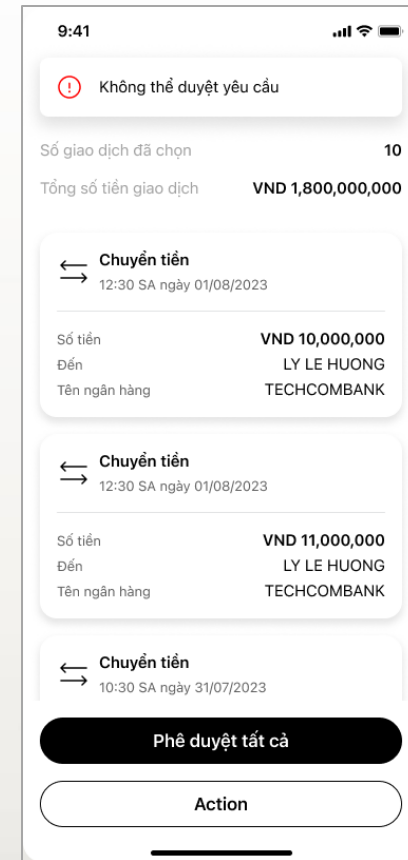 9:41
Không thể duyệt yêu cầu
Số giao dịch đã chọn 10
Tổng số tiền giao dịch VND 1,800,000,000
Chuyển tiền
12:30 SA ngày 01/08/2023
Số tiền VND 10,000,000
Đến LY LE HUONG
Tên ngân hàng TECHCOMBANK
Chuyển tiền
12:30 SA ngày 01/08/2023
Số tiền VND 11,000,000
Đến LY LE HUONG
Tên ngân hàng TECHCOMBANK
Chuyển tiền
10:30 SA ngày 31/07/2023
Phê duyệt tất cả
Action